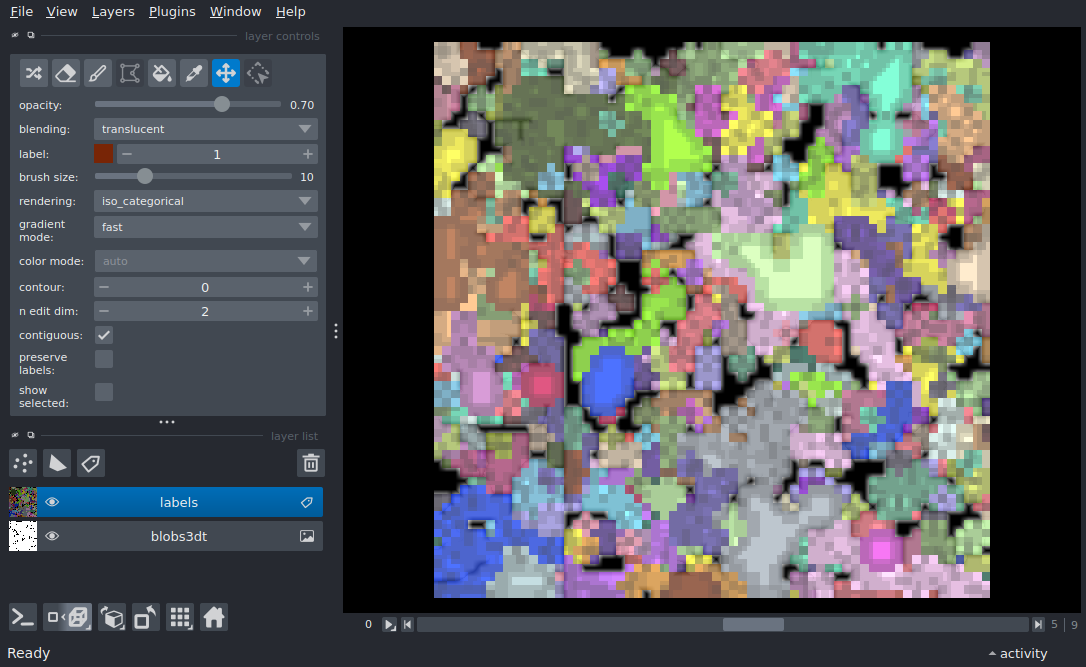 File View Layers Plugins Window Help
layer controls
opacity: 0.70
blending: translucent
label: 1
brush size: 10
rendering: iso_categorical
gradient
mode: fast
color mode: auto
contour: 0
n edit dim: 2
contiguous:
preserve
labels:
show
selected:
layer list
labels
blobs3dt
0 5 | 9
Ready activity